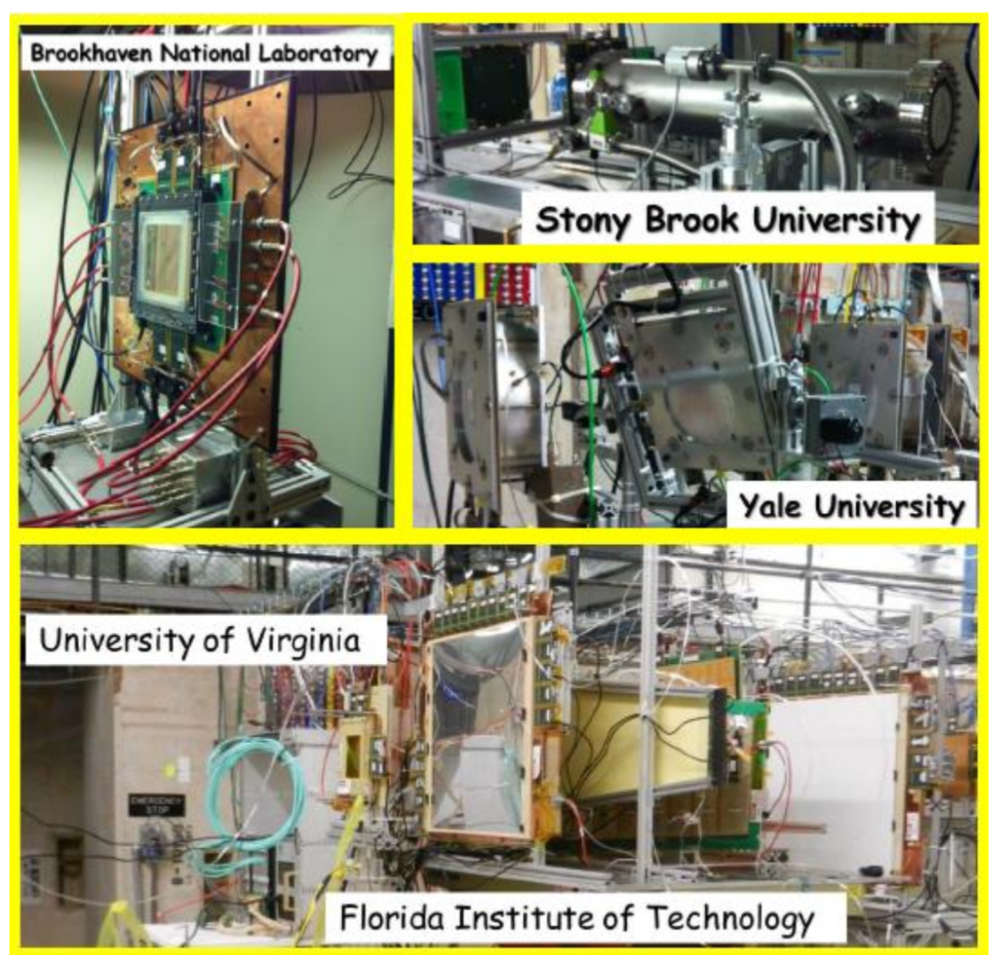 Brookhaven National Laboratory
Stony Brook University
Yale University
University of Virginia
EMERGENCY
STOP
Florida Institute of Technology